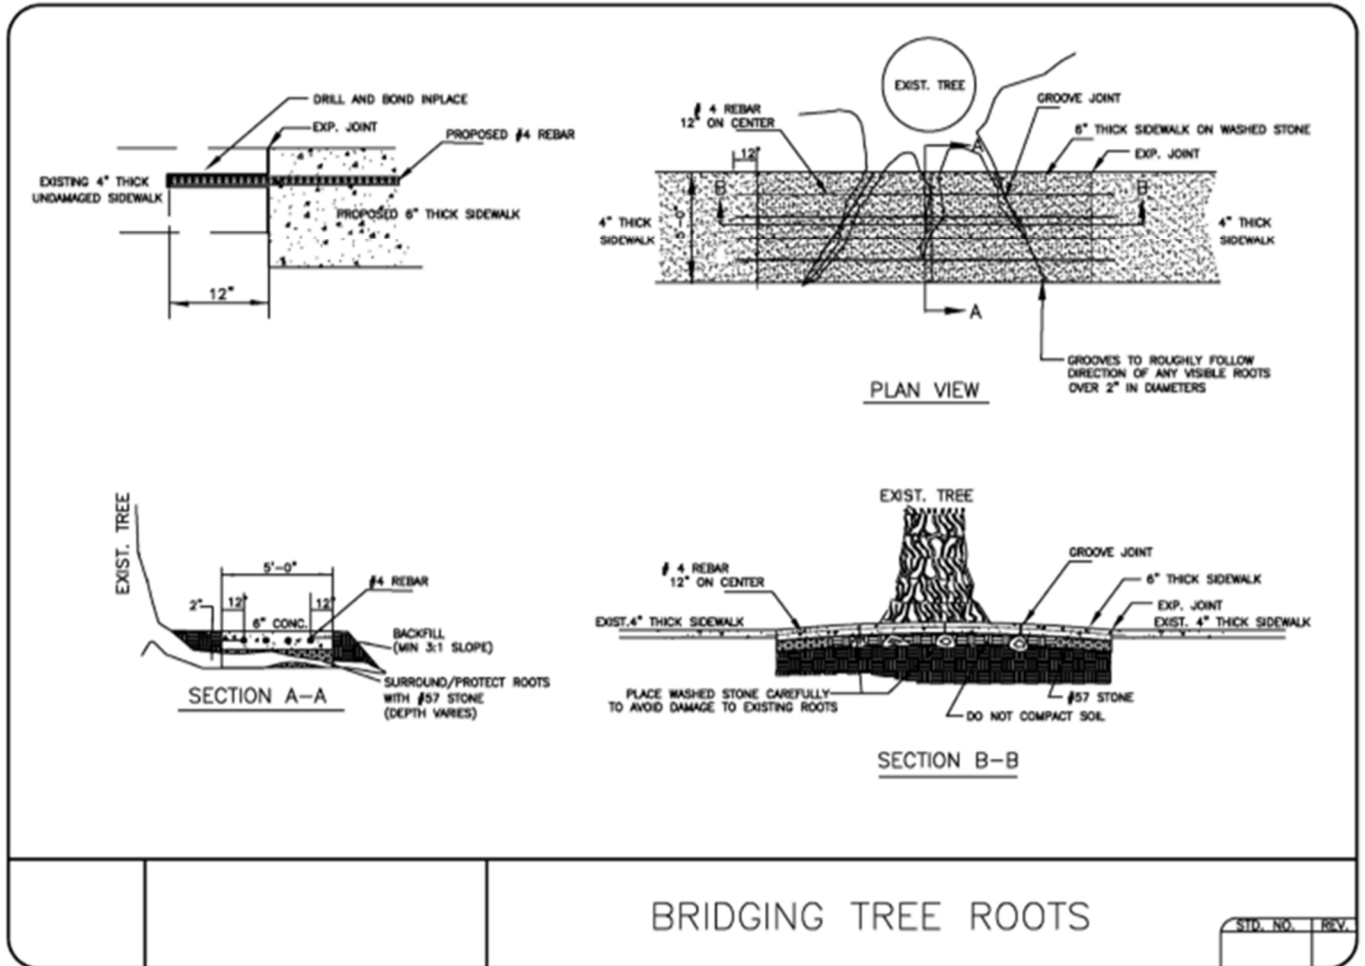 DRILL AND BOND INPLACE
EXP. JOINT
PROPOSED #4 REBAR
EXISTING 4" THICK
UNDAMAGED SIDEWALK
PROPOSED 6" THICK SIDEWALK
12"
EXIST. TREE
# 4 REBAR
12" ON CENTER
GROOVE JOINT
6" THICK SIDEWALK ON WASHED STONE
EXP. JOINT
12"
A
B
B
4" THICK
SIDEWALK
5'-0"
4" THICK
SIDEWALK
A
GROOVES TO ROUGHLY FOLLOW
DIRECTION OF ANY VISIBLE ROOTS
OVER 2" IN DIAMETERS
PLAN VIEW
EXIST. TREE
5'-0"
#4 REBAR
2"
12"
12"
6" CONC.
BACKFILL
(MIN 3:1 SLOPE)
SURROUND/PROTECT ROOTS
WITH #57 STONE
(DEPTH VARIES)
SECTION A-A
EXIST. TREE
GROOVE JOINT
# 4 REBAR
12" ON CENTER
6" THICK SIDEWALK
EXP. JOINT
EXIST.4" THICK SIDEWALK
EXIST. 4" THICK SIDEWALK
PLACE WASHED STONE CAREFULLY
TO AVOID DAMAGE TO EXISTING ROOTS
#57 STONE
DO NOT COMPACT SOIL
SECTION B-B
BRIDGING TREE ROOTS
STD. NO.
REV.